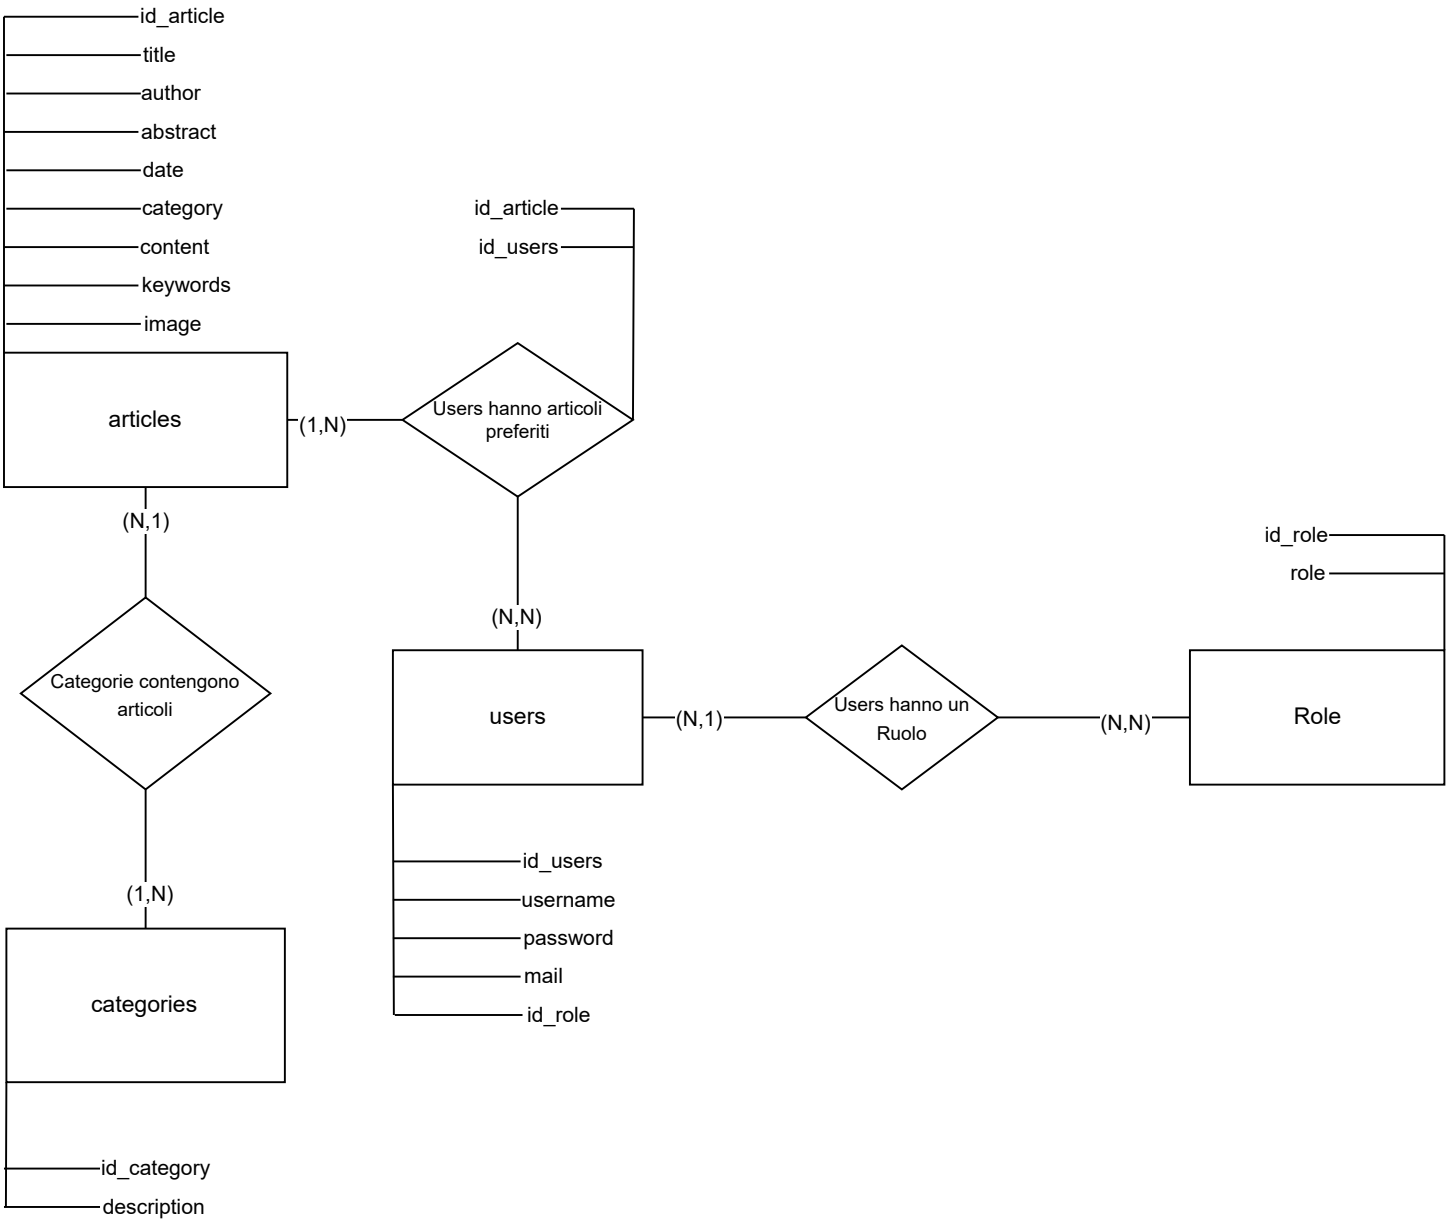 id_article
title
author
abstract
date
category
content
keywords
image
articles
(1,N)
Users hanno articoli
preferiti
id_article
id_users
(N,1)
Categorie contengono
articoli
(1,N)
categories
id_category
description
(N,N)
users
id_users
username
password
mail
id_role
(N,1)
Users hanno un
Ruolo
(N,N)
Role
id_role
role